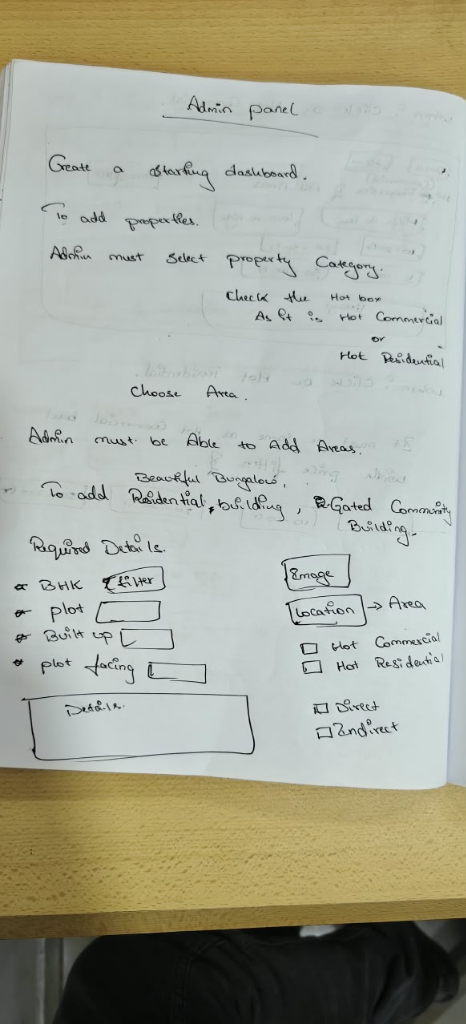 Admin panel
Create a starting dashboard.
To add properties.
Admin must select property Category.
Check the Hot box
As it is Hot Commercial
or
Hot Residential
Choose Area.
Admin must be Able to Add Areas.
Beautiful Bungalows,
To add Residential, building, Gated Community
Building.
Required Details.
* BHK filter
* plot
* Built up
* plot facing
Details.
Image
Location → Area
Hot Commercial
Hot Residential
Direct
Indirect